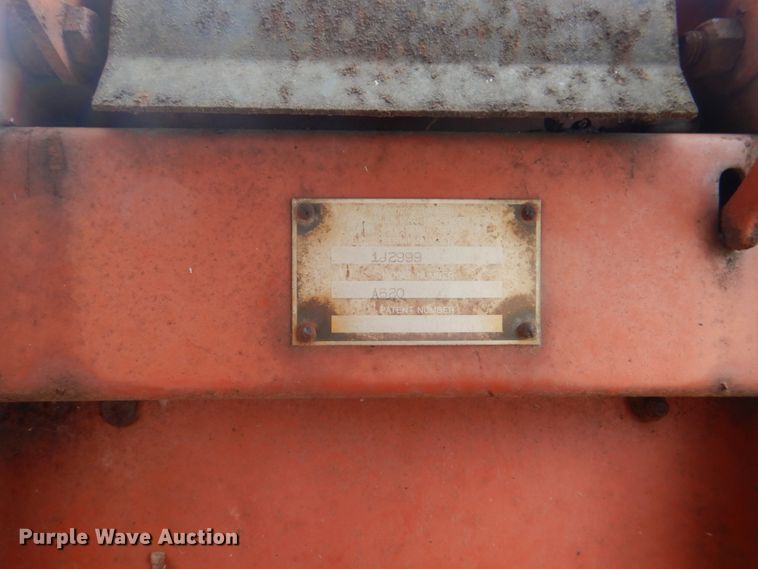 1J2999
A620
PATENT NUMBER
Purple Wave Auction